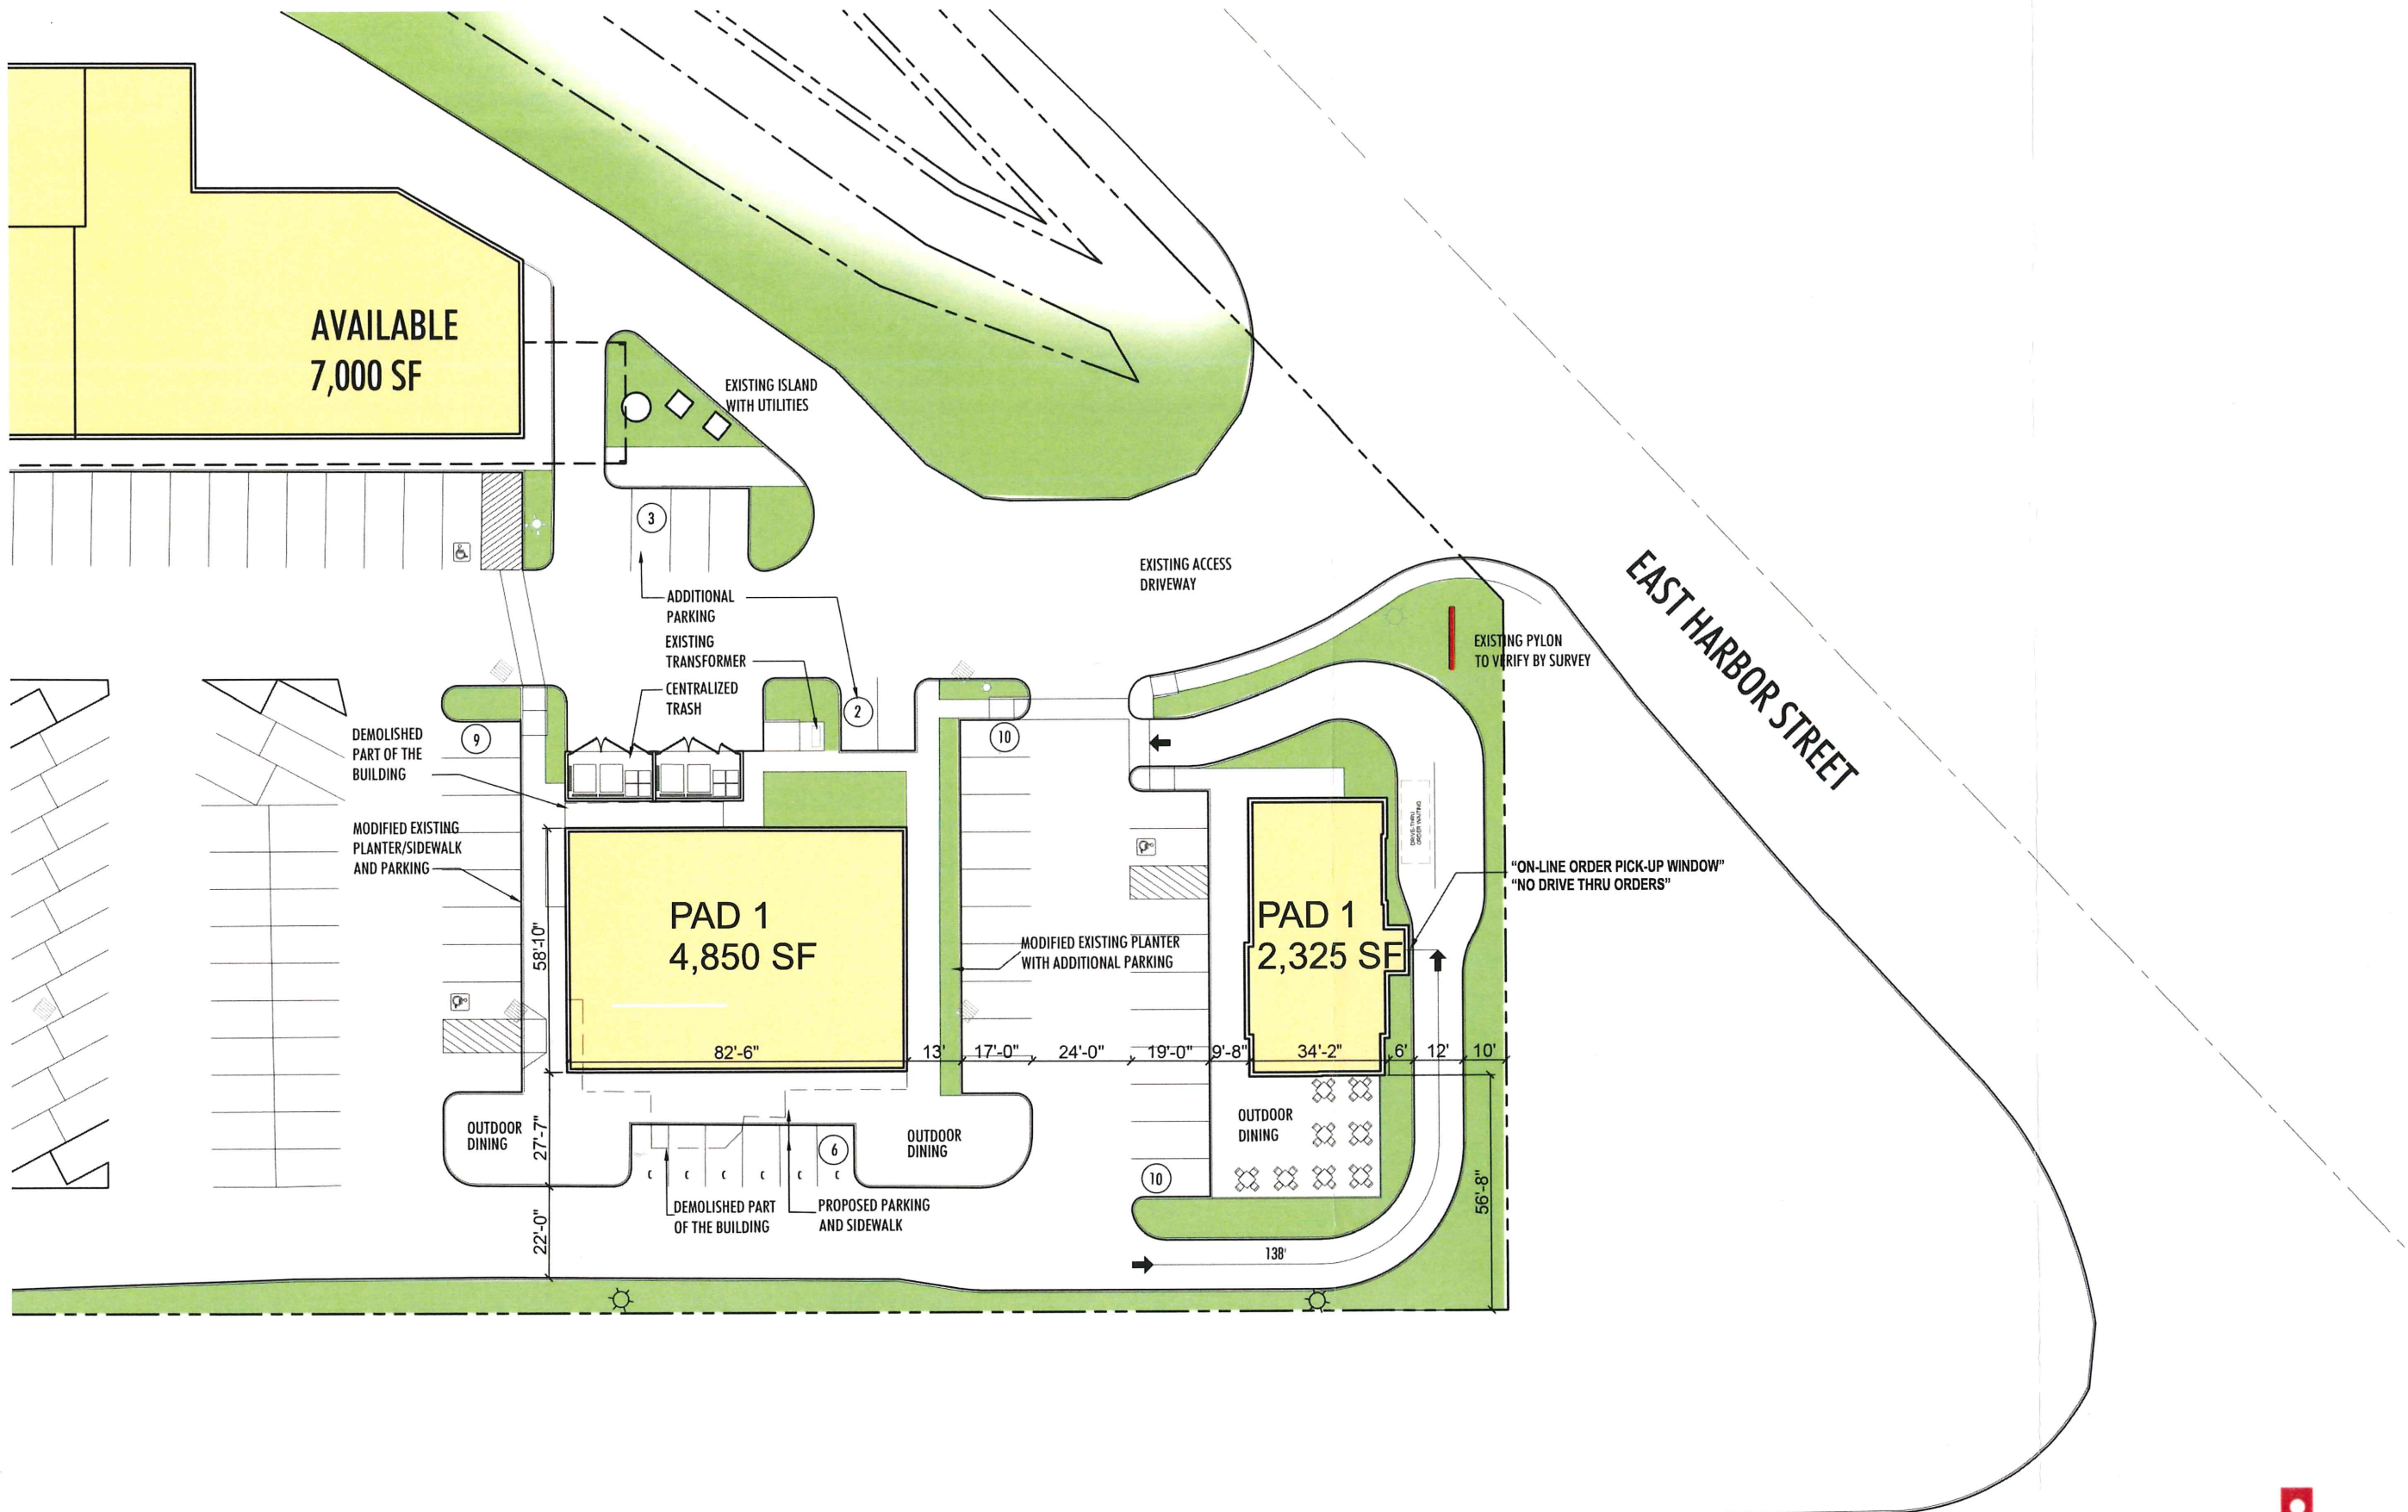 AVAILABLE
7,000 SF
EXISTING ISLAND
WITH UTILITIES
3
ADDITIONAL
PARKING
EXISTING
TRANSFORMER
CENTRALIZED
TRASH
2
EXISTING ACCESS
DRIVEWAY
EAST HARBOR STREET
EXISTING PYLON
TO VERIFY BY SURVEY
9
10
DEMOLISHED
PART OF THE
BUILDING
MODIFIED EXISTING
PLANTER/SIDEWALK
AND PARKING
DRIVE-THRU
ORDER WAITING
"ON-LINE ORDER PICK-UP WINDOW"
"NO DRIVE THRU ORDERS"
PAD 1
4,850 SF
PAD 1
2,325 SF
58'-10"
MODIFIED EXISTING PLANTER
WITH ADDITIONAL PARKING
82'-6"
13'
17'-0"
24'-0"
19'-0"
9'-8"
34'-2"
6'
12'
10'
OUTDOOR
DINING
27'-7"
6
OUTDOOR
DINING
OUTDOOR
DINING
10
C C C C C C
DEMOLISHED PART
OF THE BUILDING
PROPOSED PARKING
AND SIDEWALK
22'-0"
138'
56'-8"